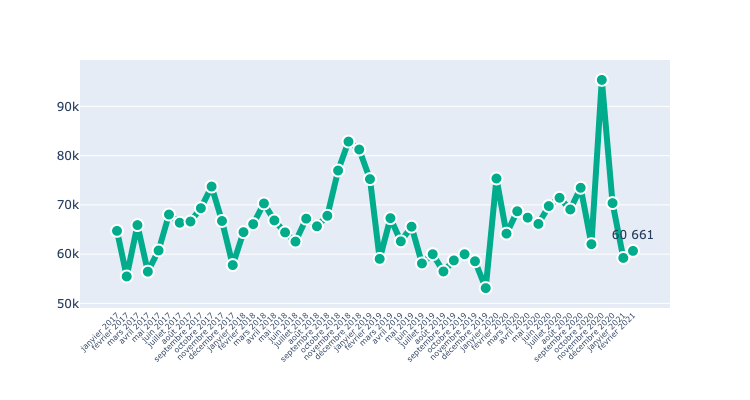 90k
80k
70k
60k
50k
60 661
janvier 2017
février 2017
mars 2017
avril 2017
mai 2017
juin 2017
juillet 2017
août 2017
septembre 2017
octobre 2017
novembre 2017
décembre 2017
janvier 2018
février 2018
mars 2018
avril 2018
mai 2018
juin 2018
juillet 2018
août 2018
septembre 2018
octobre 2018
novembre 2018
décembre 2018
janvier 2019
février 2019
mars 2019
avril 2019
mai 2019
juin 2019
juillet 2019
août 2019
septembre 2019
octobre 2019
novembre 2019
décembre 2019
janvier 2020
février 2020
mars 2020
avril 2020
mai 2020
juin 2020
juillet 2020
août 2020
septembre 2020
octobre 2020
novembre 2020
décembre 2020
janvier 2021
février 2021